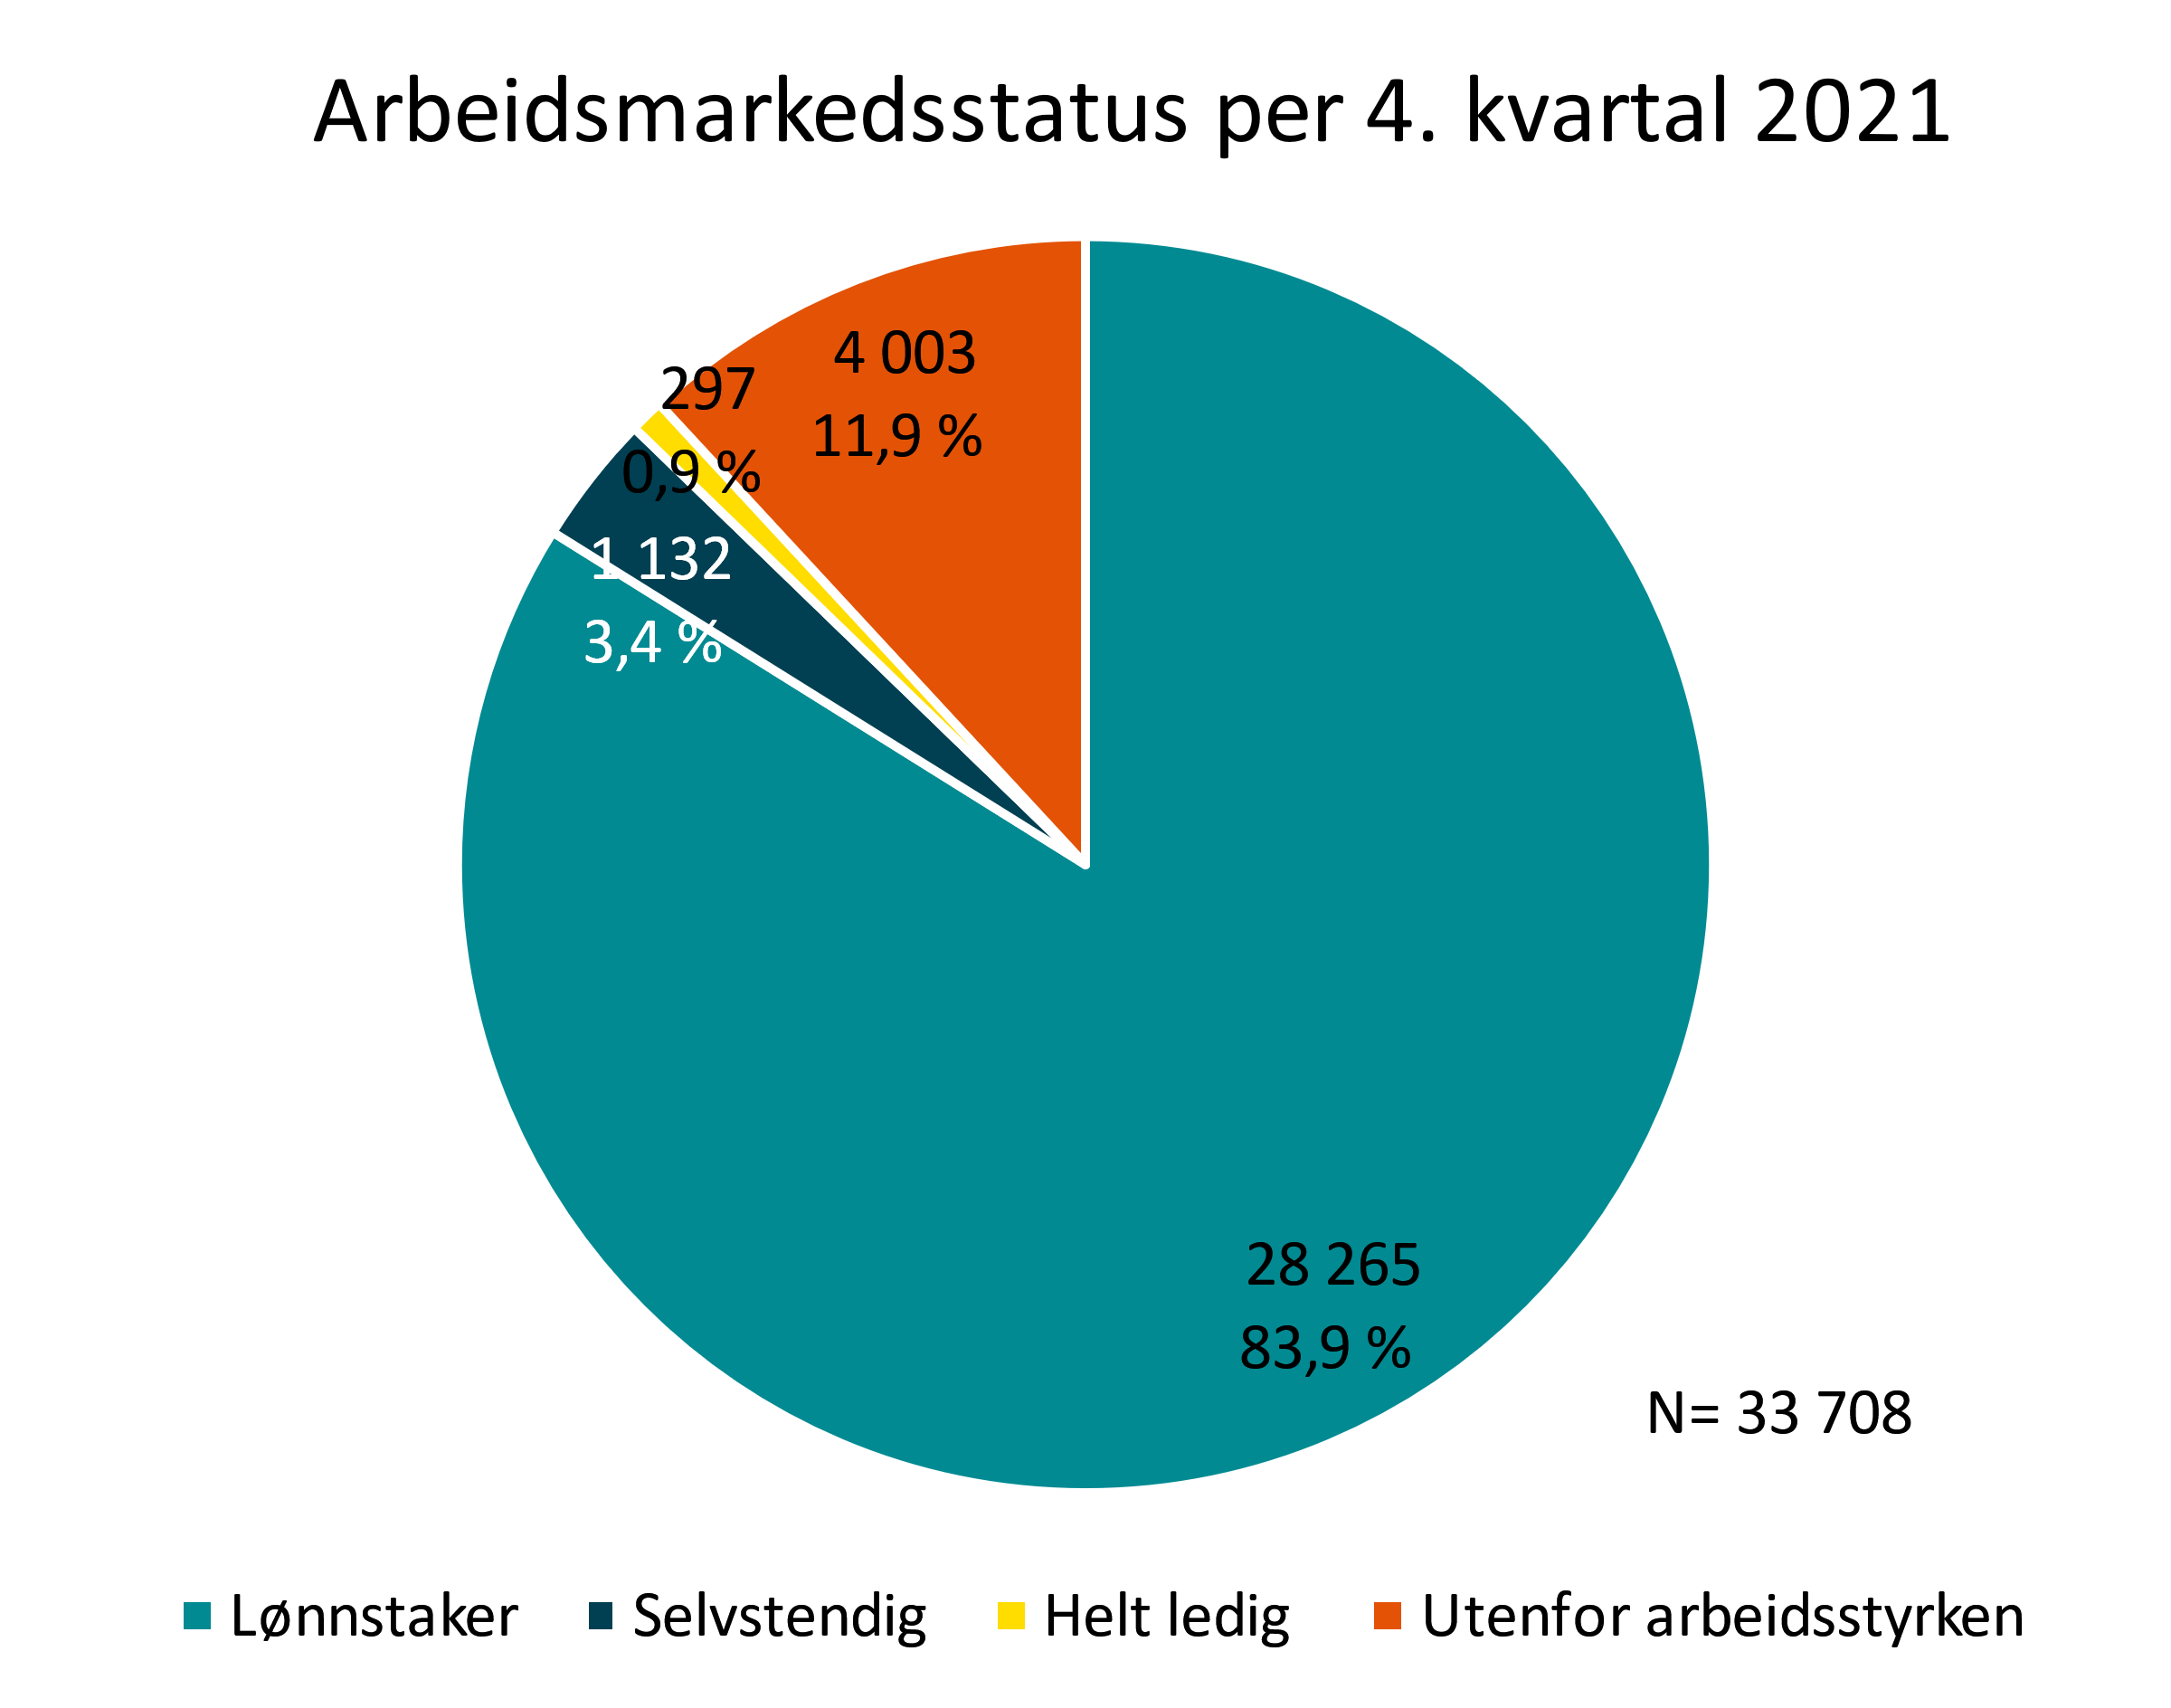 Arbeidsmarkedsstatus per 4. kvartal 2021
4 003
11,9 %
297
0,9 %
1 132
3,4 %
28 265
83,9 %
N= 33 708
Lønnstaker Selvstendig Helt ledig Utenfor arbeidsstyrken